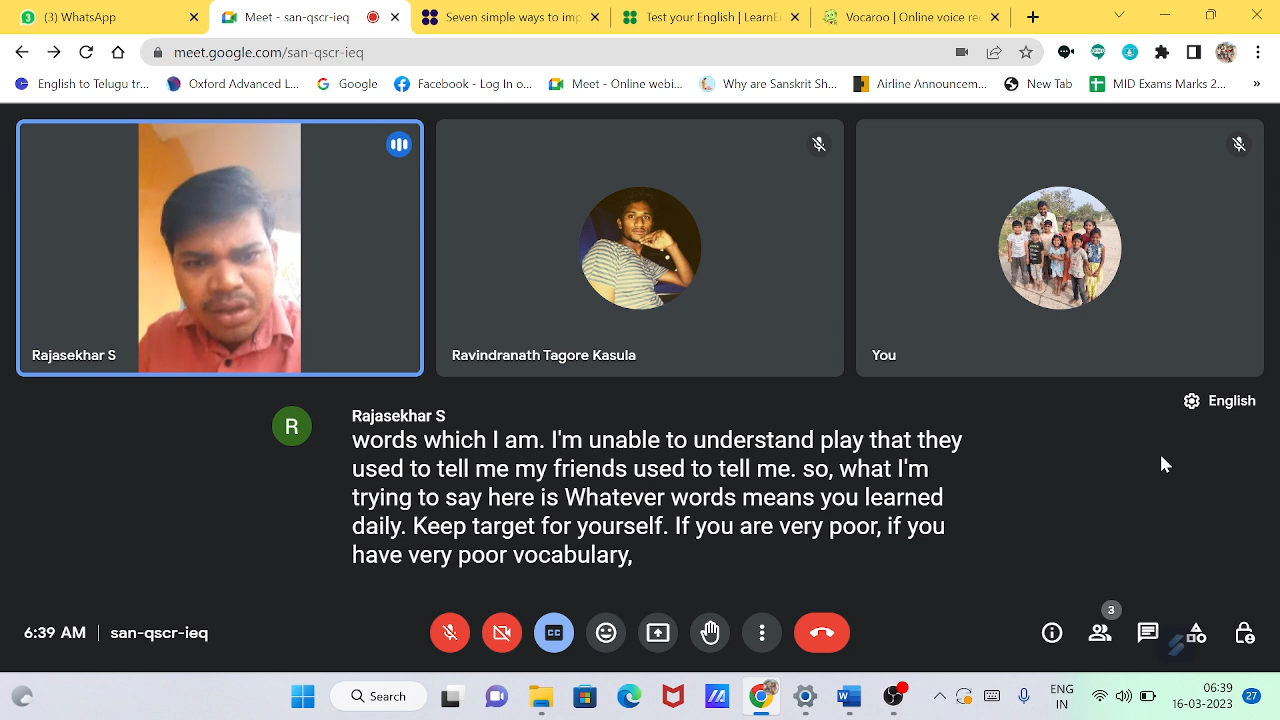 (3) WhatsApp
Meet - san-qscr-ieq
Seven simple ways to imp
Test your English | LearnE
Vocaroo | Online voice re
meet.google.com/san-qscr-ieq
English to Telugu tr...
Oxford Advanced L...
Google
Facebook - Log In o...
Meet - Online webi...
Why are Sanskrit Sh...
Airline Announcem...
New Tab
MID Exams Marks 2...
»
Rajasekhar S
Ravindranath Tagore Kasula
You
English
R
Rajasekhar S
words which I am. I'm unable to understand play that they
used to tell me my friends used to tell me. so, what I'm
trying to say here is Whatever words means you learned
daily. Keep target for yourself. If you are very poor, if you
have very poor vocabulary,
6:39 AM | san-qscr-ieq
CC
3
Search
W
ENG
IN
06:39
16-03-2023
27